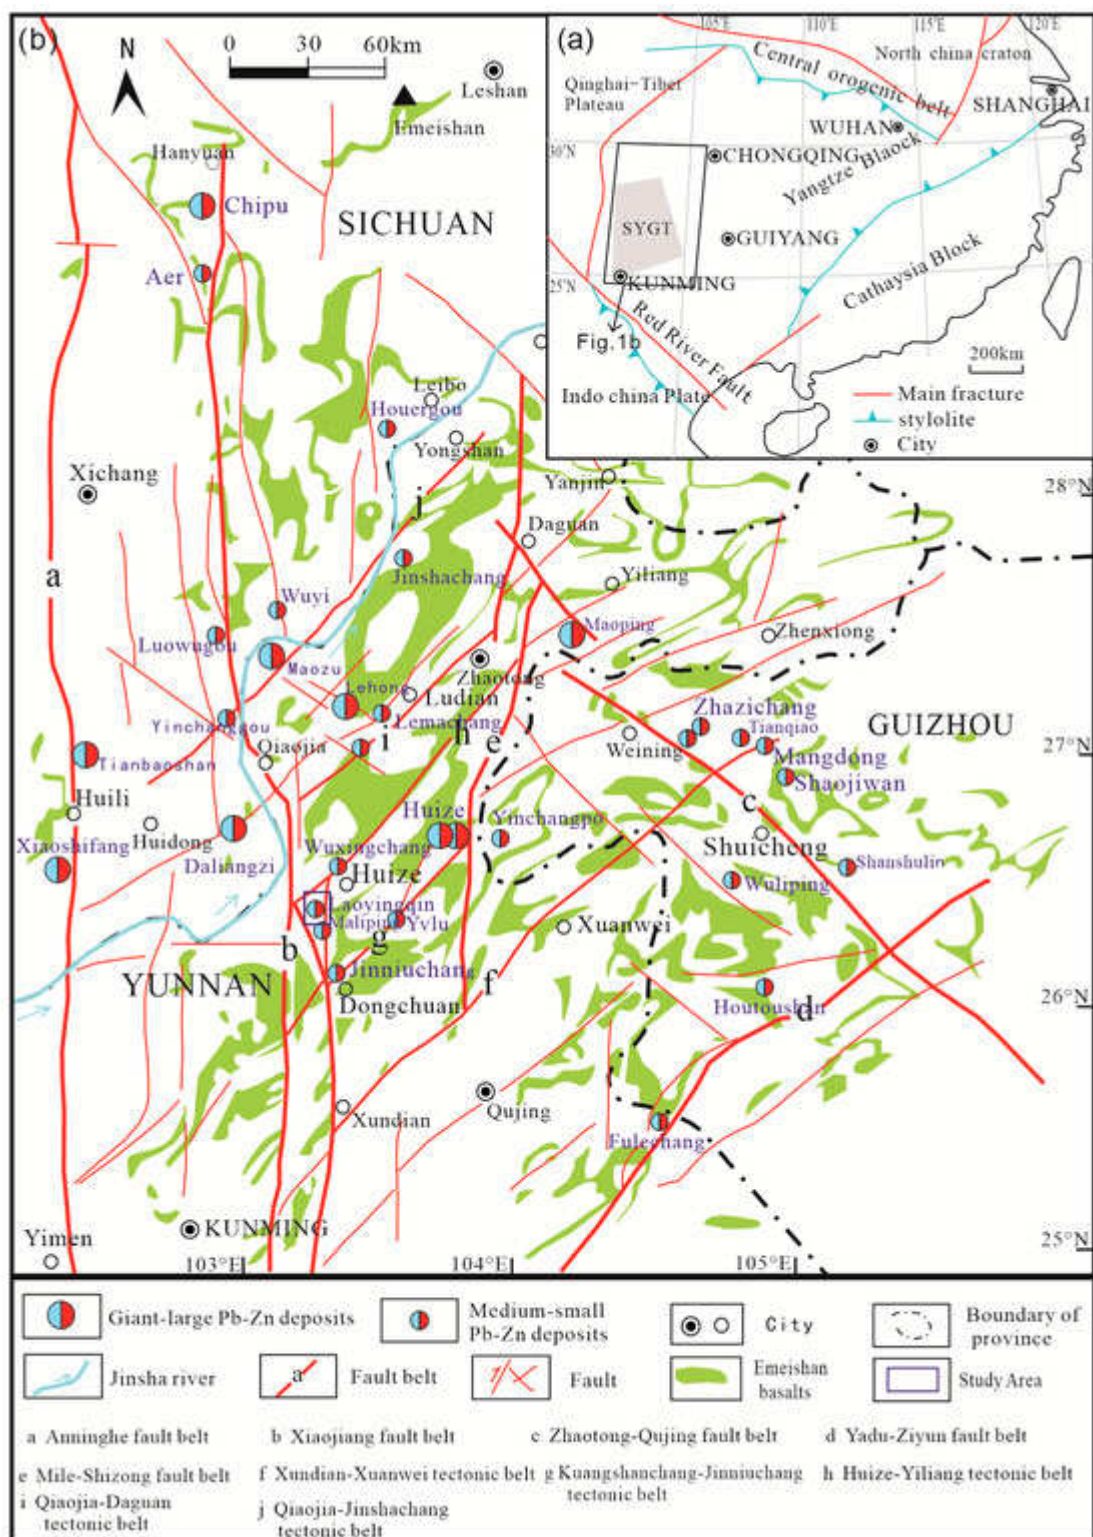 (b)
N
0 30 60km
Leshan
Emeishan
Hanyuan
Chipu
SICHUAN
Aer
Leibo
Houergou
Yongshan
Xichang
j
Yanjin
28°N
Daguan
a
Jinshachang
Yiliang
Wuyi
Luowugou
Maoping
Zhenxiong
Maozu
Zhaotong
Lehong
Ludian
Zhazichang
GUIZHOU
Yinchanggou
Lemachang
Tianqiao
Qiaojia
i
h
e
Weining
Mangdong
27°N
Tianbaoshan
Shaojiwan
Huili
c
Huize
Yinchangpo
Xiaoshifang
Huidong
Wuxingchang
Shuicheng
Daliangzi
Huize
Shanshulin
Wuliping
Laoyingqin
Maliping
Yvlu
Xuanwei
b
g
YUNNAN
Jinniuchang
f
Dongchuan
Houtoushan
d
26°N
Xundian
Qujing
Fulechang
KUNMING
Yimen
25°N
103°E
104°E
105°E
(a)
105°E
110°E
115°E
120°E
North china craton
Qinghai-Tibet
Plateau
Central orogenic belt
SHANGHAI
WUHAN
30°N
CHONGQING
Yangtze Blaock
SYGT
GUIYANG
25°N
KUNMING
Cathaysia Block
Red River Fault
Fig.1b
200km
Indo china Plate
Main fracture
stylolite
City
Giant-large Pb-Zn deposits
Medium-small
Pb-Zn deposits
City
Boundary of
province
Jinsha river
a
Fault belt
Fault
Emeishan
basalts
Study Area
a Anninghe fault belt
b Xiaojiang fault belt
c Zhaotong-Qujing fault belt
d Yadu-Ziyun fault belt
e Mile-Shizong fault belt
f Xundian-Xuanwei tectonic belt
g Kuangshanchang-Jinniuchang
tectonic belt
h Huize-Yiliang tectonic belt
i Qiaojia-Daguan
tectonic belt
j Qiaojia-Jinshachang
tectonic belt